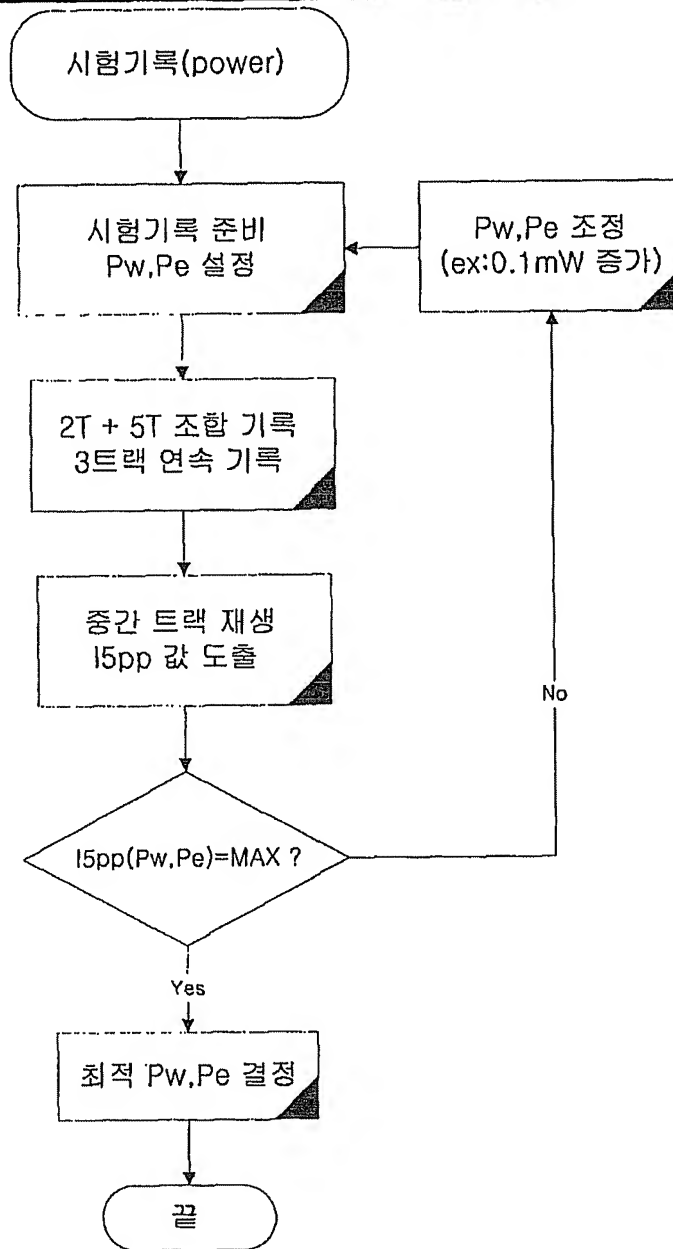 시험기록(power)
시험기록 준비
Pw,Pe 설정
Pw,Pe 조정
(ex:0.1mW 증가)
2T + 5T 조합 기록
3트랙 연속 기록
중간 트랙 재생
I5pp 값 도출
No
I5pp(Pw,Pe)=MAX ?
Yes
최적 Pw,Pe 결정
끝